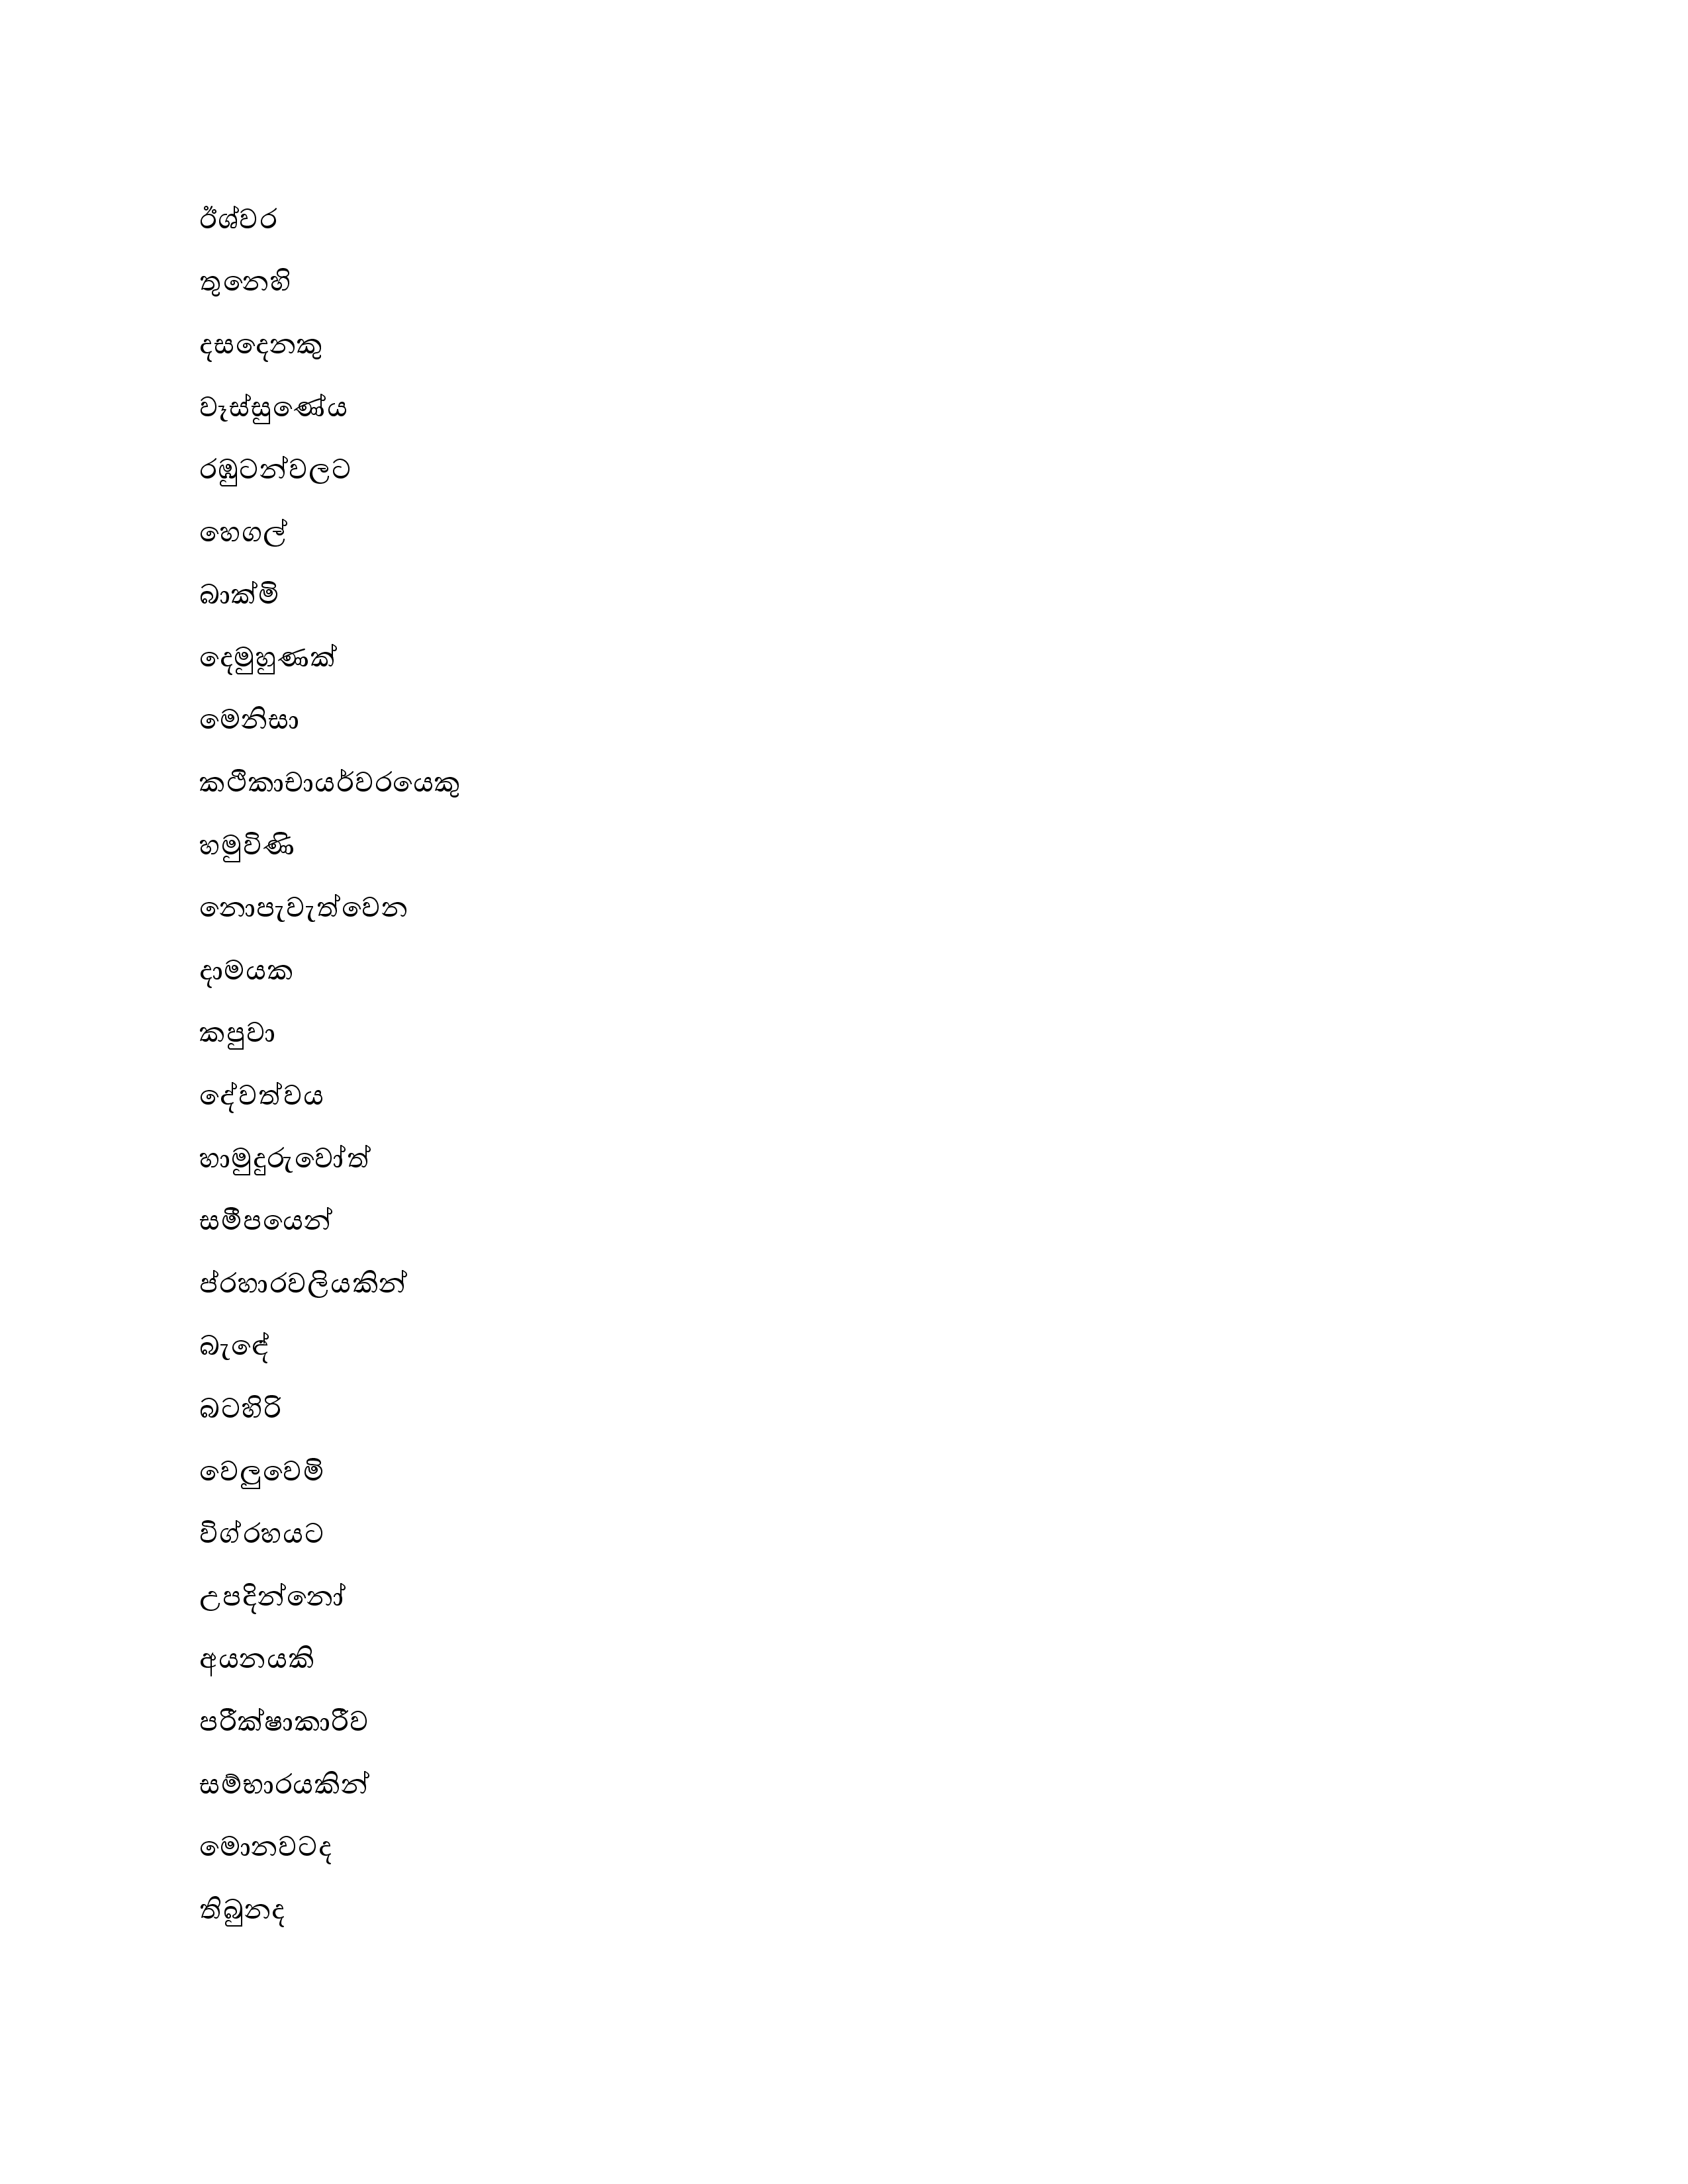 ඊශ්වර
තුනෙහි
දසදෙනකු
වෑස්සුණේය
රඹුටන්වලට
හෙගල්
බාක්මි
දෙමුහුණක්
මෙනිසා
කථිකාචායර්වරයෙකු
හමුවිණි
නොපැවැත්වෙන
දාමයක
කපුවා
දේවත්වය
හාමුදුරුවෝත්
සමීපයෙන්
ප්රහාරවලියකින්
බැඳේ
බටහිරි
වෙලුවෙමි
විග්රහයට
උපදින්නෝ
අයනයකි
පරීක්ෂාකාරීව
සම්භාරයකින්
මොනවටද
තිබුනද